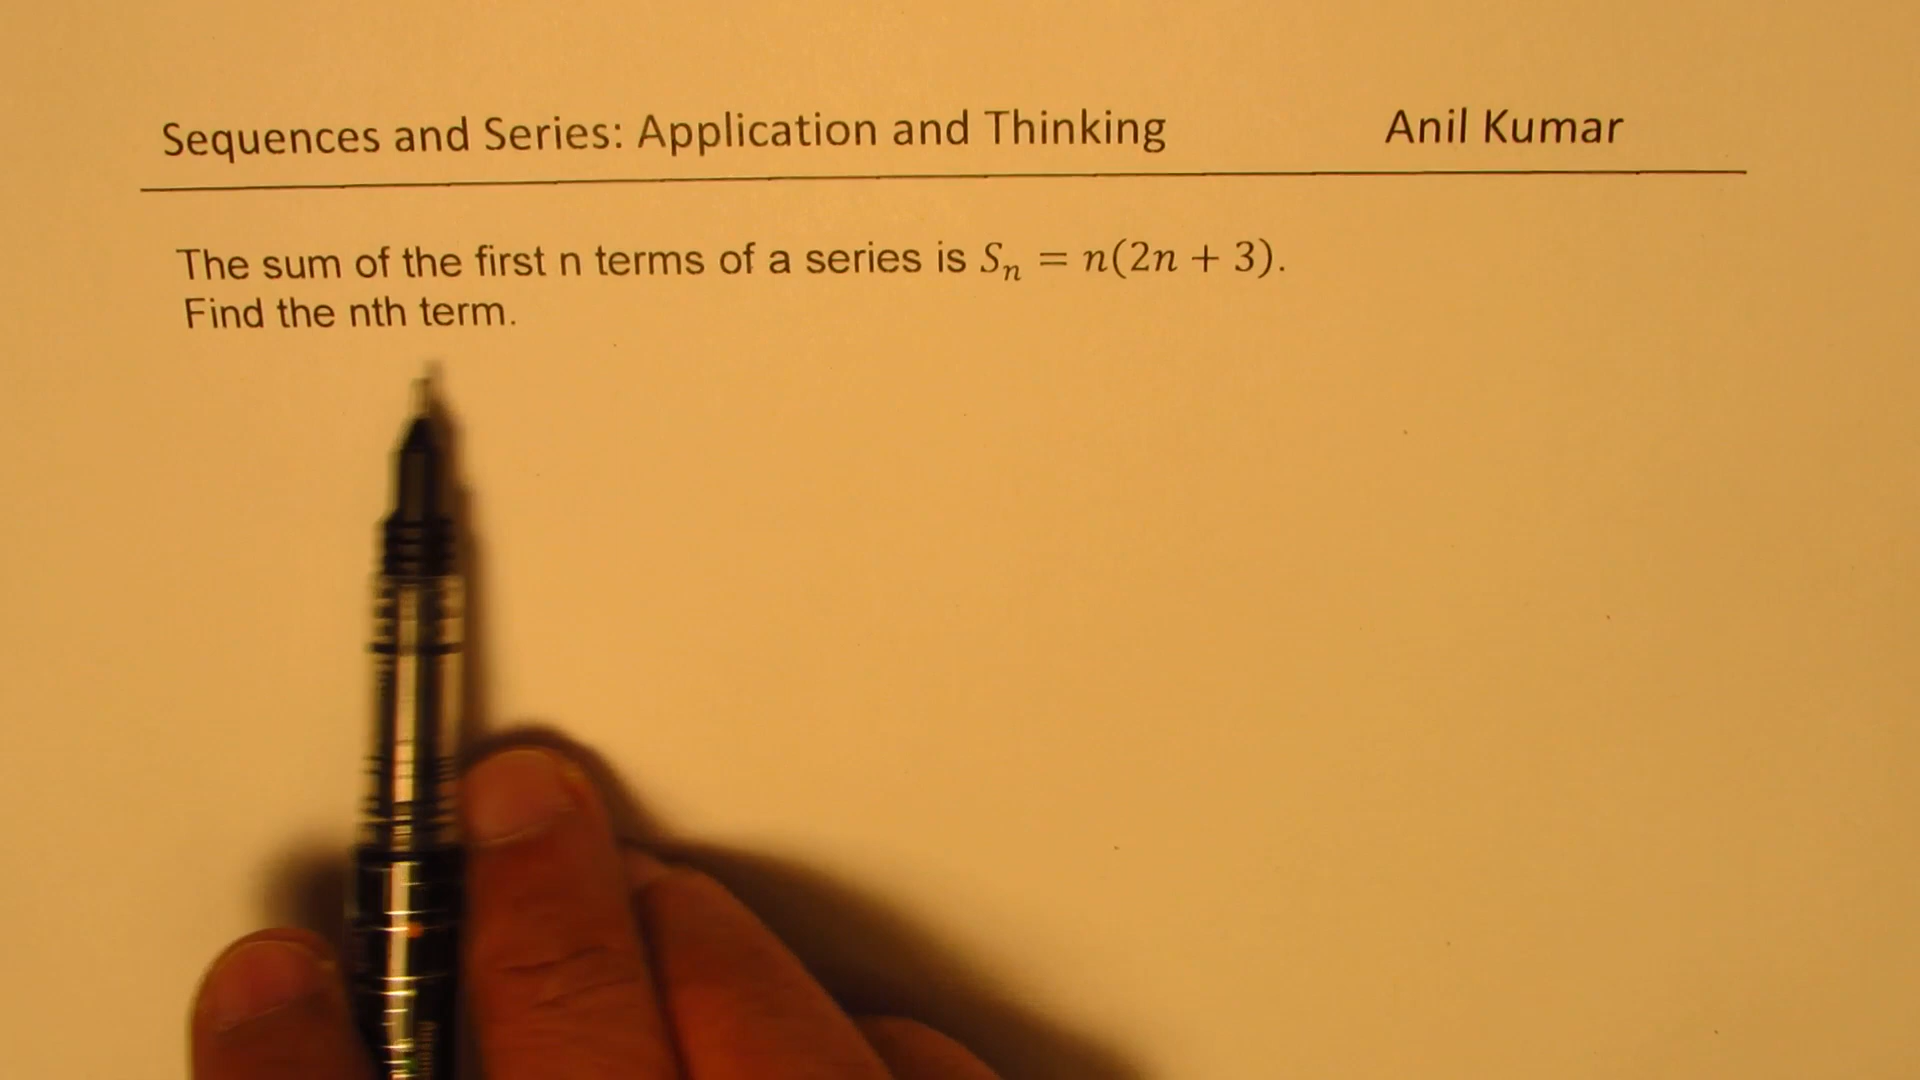 Sequences and Series: Application and Thinking Anil Kumar
The sum of the first n terms of a series is Sₙ = n(2n + 3).
Find the nth term.